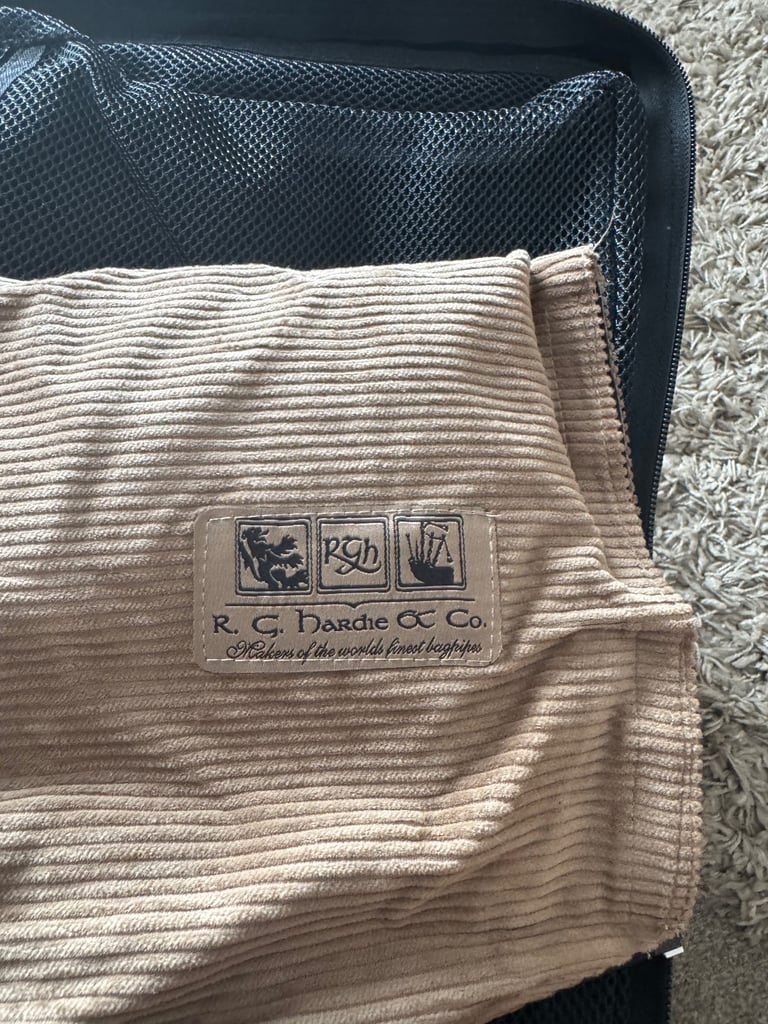 RGh
R. G. Hardie & Co.
Makers of the worlds finest bagpipes